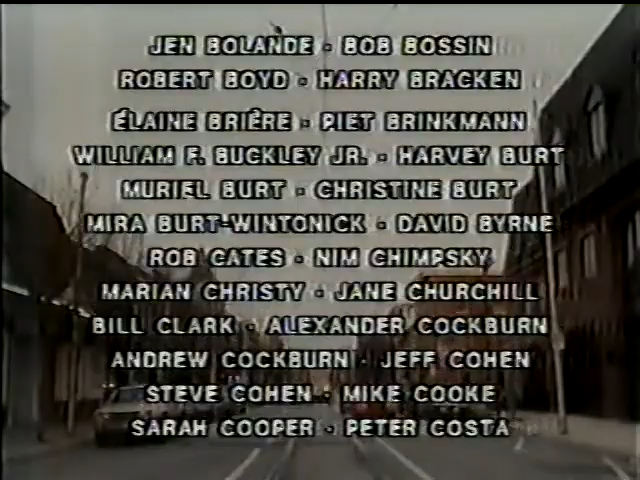 JEN BOLANDE · BOB BOSSIN
ROBERT BOYD · HARRY BRACKEN
ÉLAINE BRIÈRE · PIET BRINKMANN
WILLIAM F. BUCKLEY JR. · HARVEY BURT
MURIEL BURT · CHRISTINE BURT
MIRA BURT-WINTONICK · DAVID BYRNE
ROB CATES · NIM CHIMPSKY
MARIAN CHRISTY · JANE CHURCHILL
BILL CLARK · ALEXANDER COCKBURN
ANDREW COCKBURN · JEFF COHEN
STEVE COHEN · MIKE COOKE
SARAH COOPER · PETER COSTA